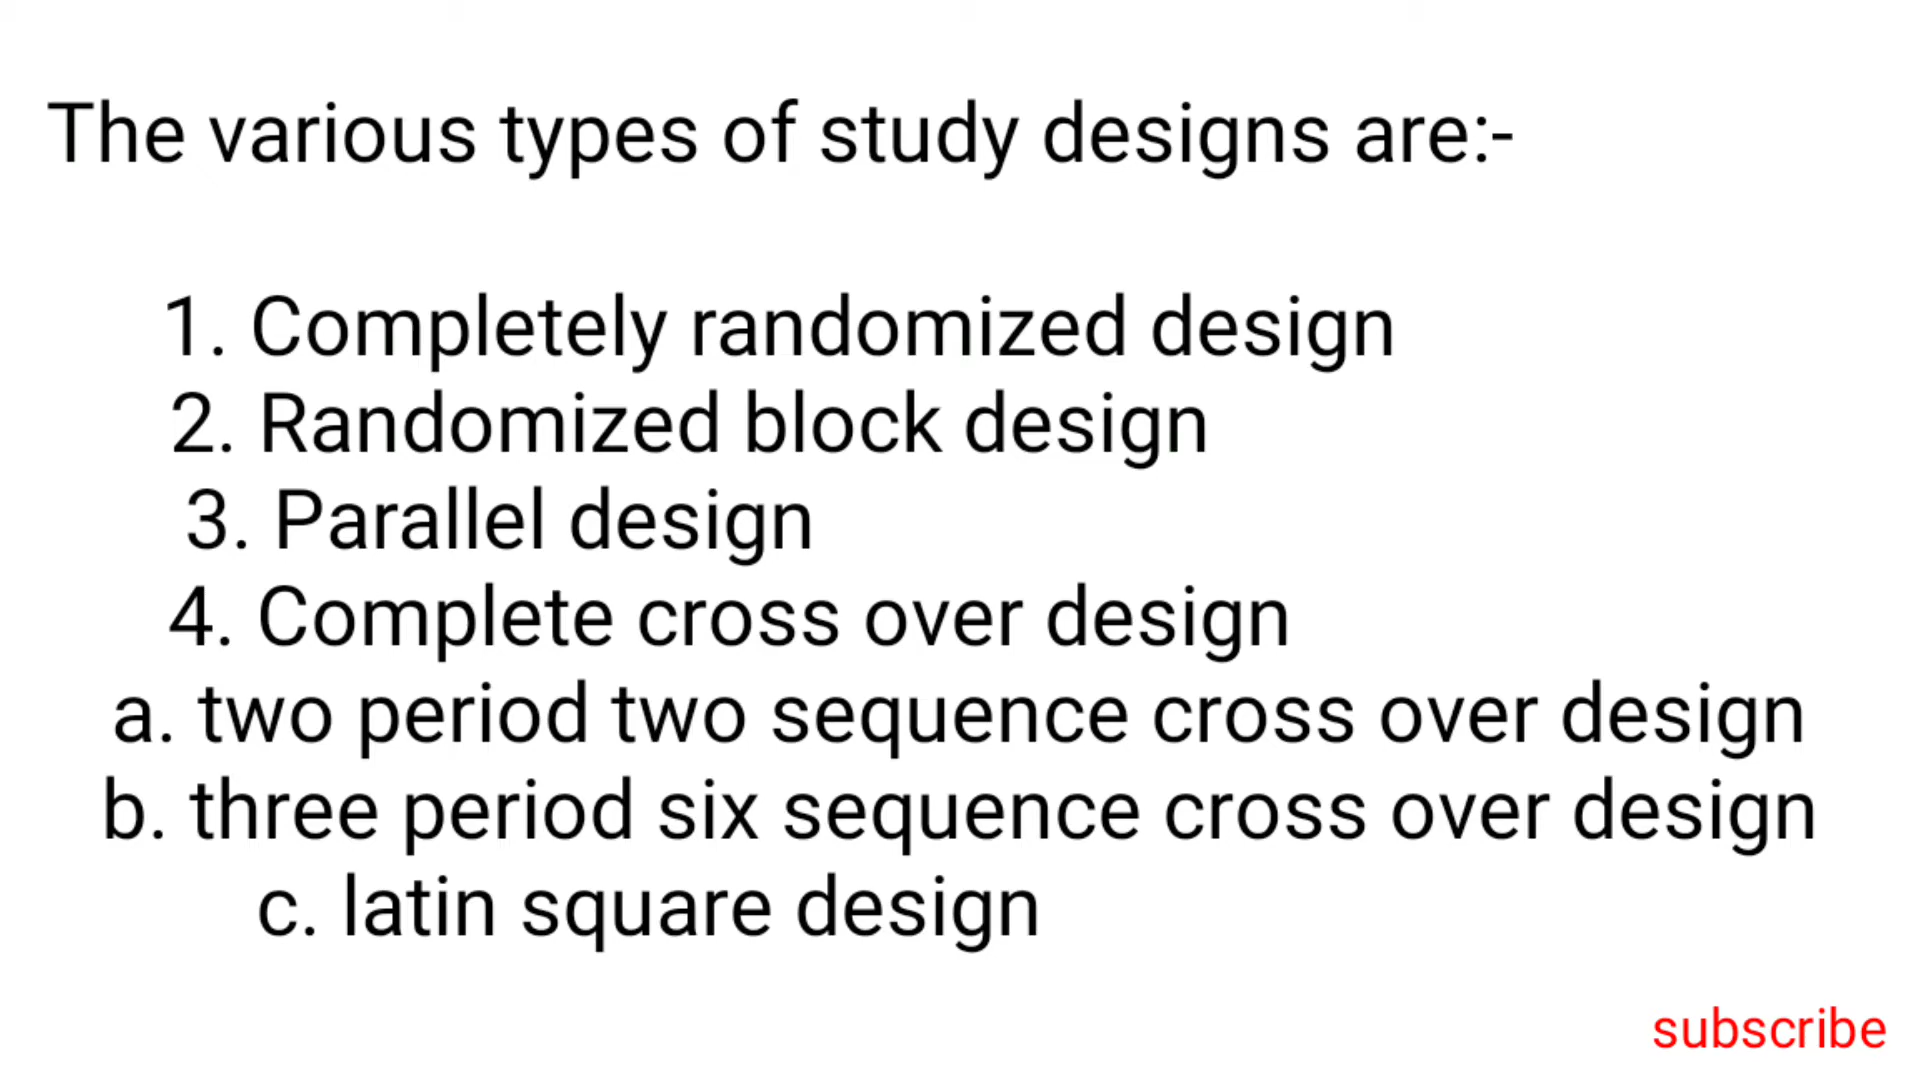 The various types of study designs are:-
1. Completely randomized design
2. Randomized block design
3. Parallel design
4. Complete cross over design
a. two period two sequence cross over design
b. three period six sequence cross over design
c. latin square design
subscribe